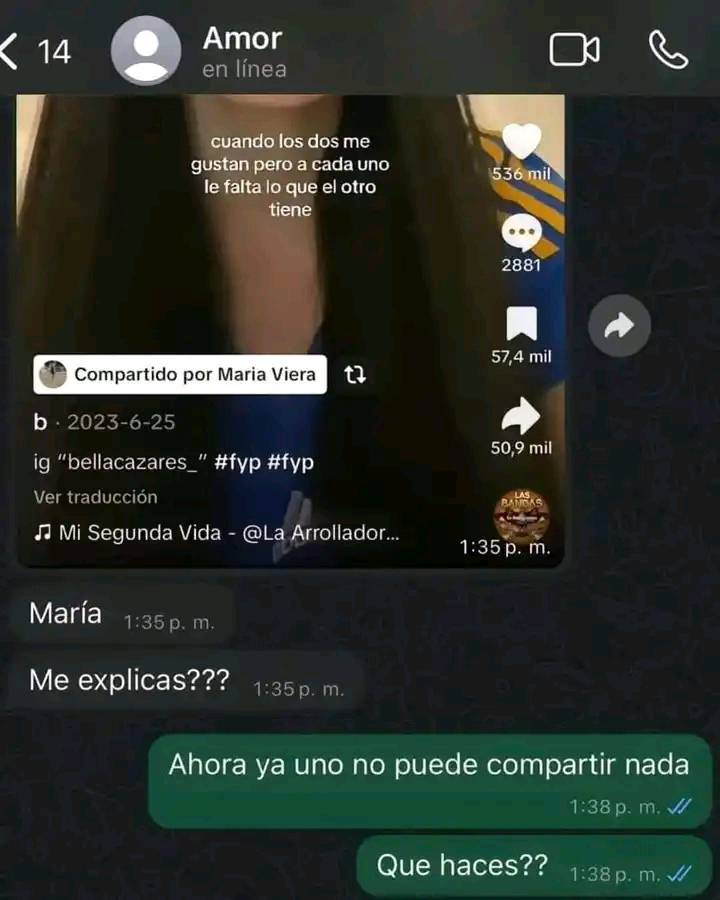 14
Amor
en línea
cuando los dos me
gustan pero a cada uno
le falta lo que el otro
tiene
536 mil
2881
57,4 mil
50,9 mil
Compartido por Maria Viera
b · 2023-6-25
ig “bellacazares_” #fyp #fyp
Ver traducción
Mi Segunda Vida - @La Arrollador...
LAS
BANDAS
1:35 p. m.
María 1:35 p. m.
Me explicas??? 1:35 p. m.
Ahora ya uno no puede compartir nada
1:38 p. m.
Que haces?? 1:38 p. m.